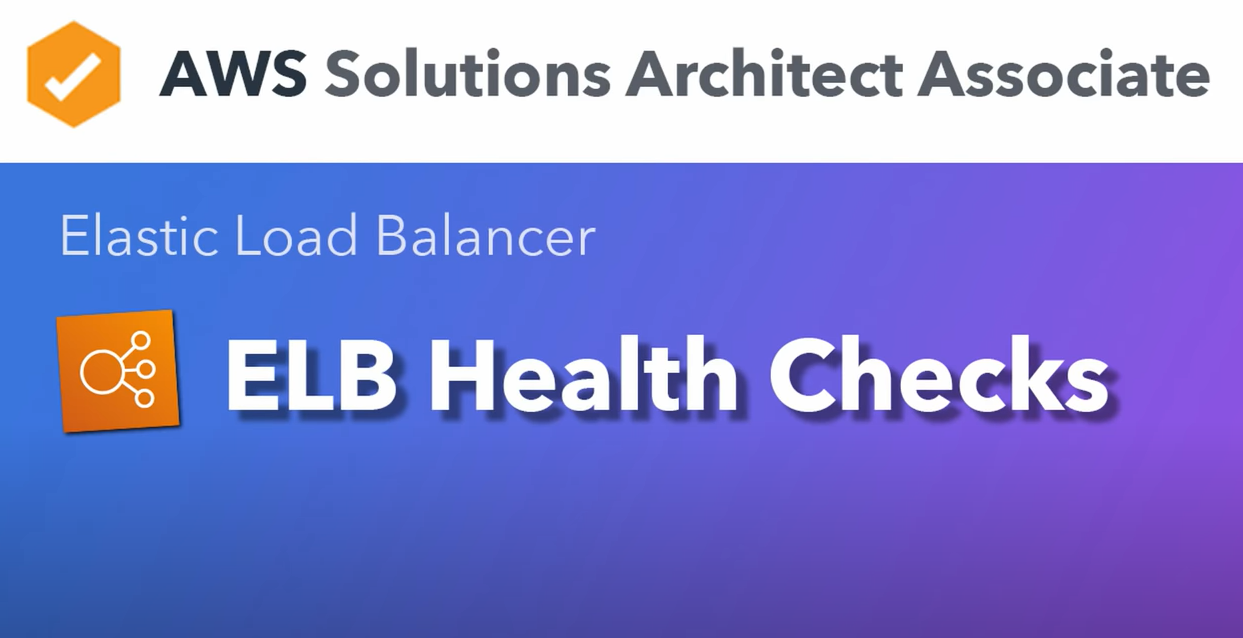 AWS Solutions Architect Associate
Elastic Load Balancer
ELB Health Checks